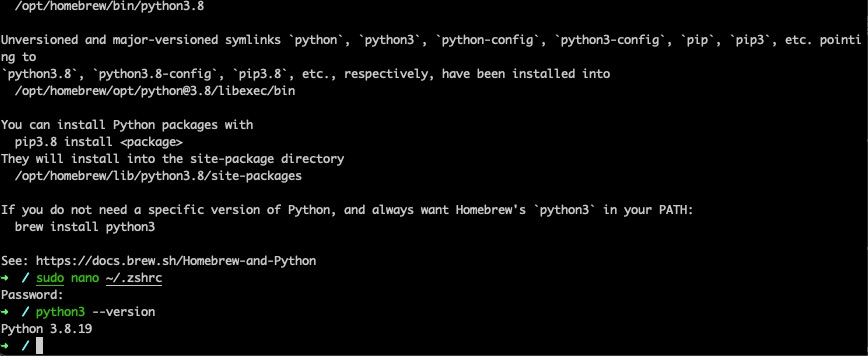 /opt/homebrew/bin/python3.8
Unversioned and major-versioned symlinks `python`, `python3`, `python-config`, `python3-config`, `pip`, `pip3`, etc. pointi
ng to
`python3.8`, `python3.8-config`, `pip3.8`, etc., respectively, have been installed into
/opt/homebrew/opt/python@3.8/libexec/bin
You can install Python packages with
pip3.8 install <package>
They will install into the site-package directory
/opt/homebrew/lib/python3.8/site-packages
If you do not need a specific version of Python, and always want Homebrew's `python3` in your PATH:
brew install python3
See: https://docs.brew.sh/Homebrew-and-Python
➜ / sudo nano ~/.zshrc
Password:
➜ / python3 --version
Python 3.8.19
➜ /